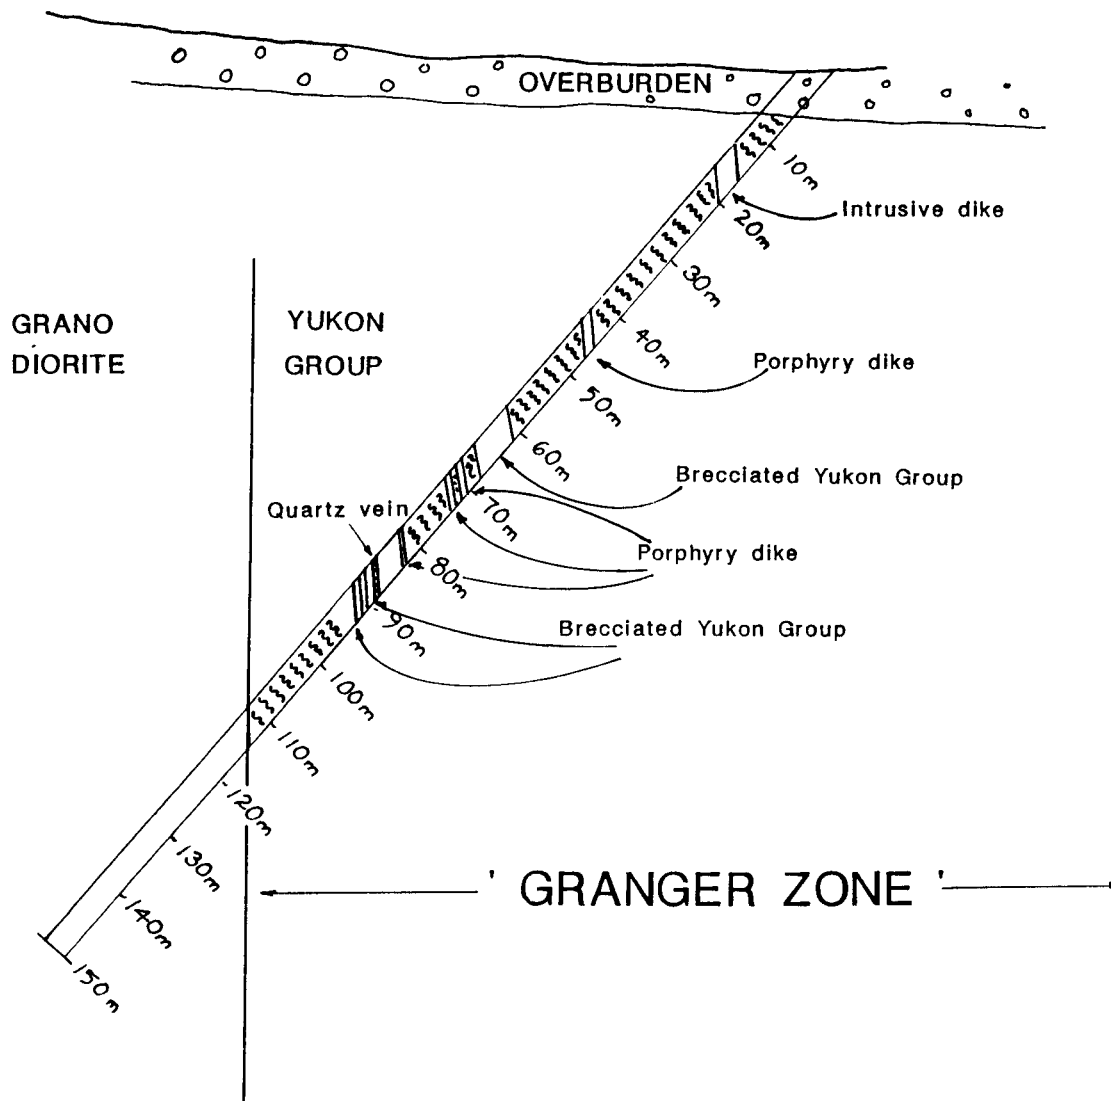 OVERBURDEN
10m
Intrusive dike
20m
30m
GRANO
DIORITE
YUKON
GROUP
40m
Porphyry dike
50m
60m
Brecciated Yukon Group
70m
Quartz vein
Porphyry dike
80m
90m
Brecciated Yukon Group
100m
110m
120m
130m
' GRANGER ZONE '
140m
150m